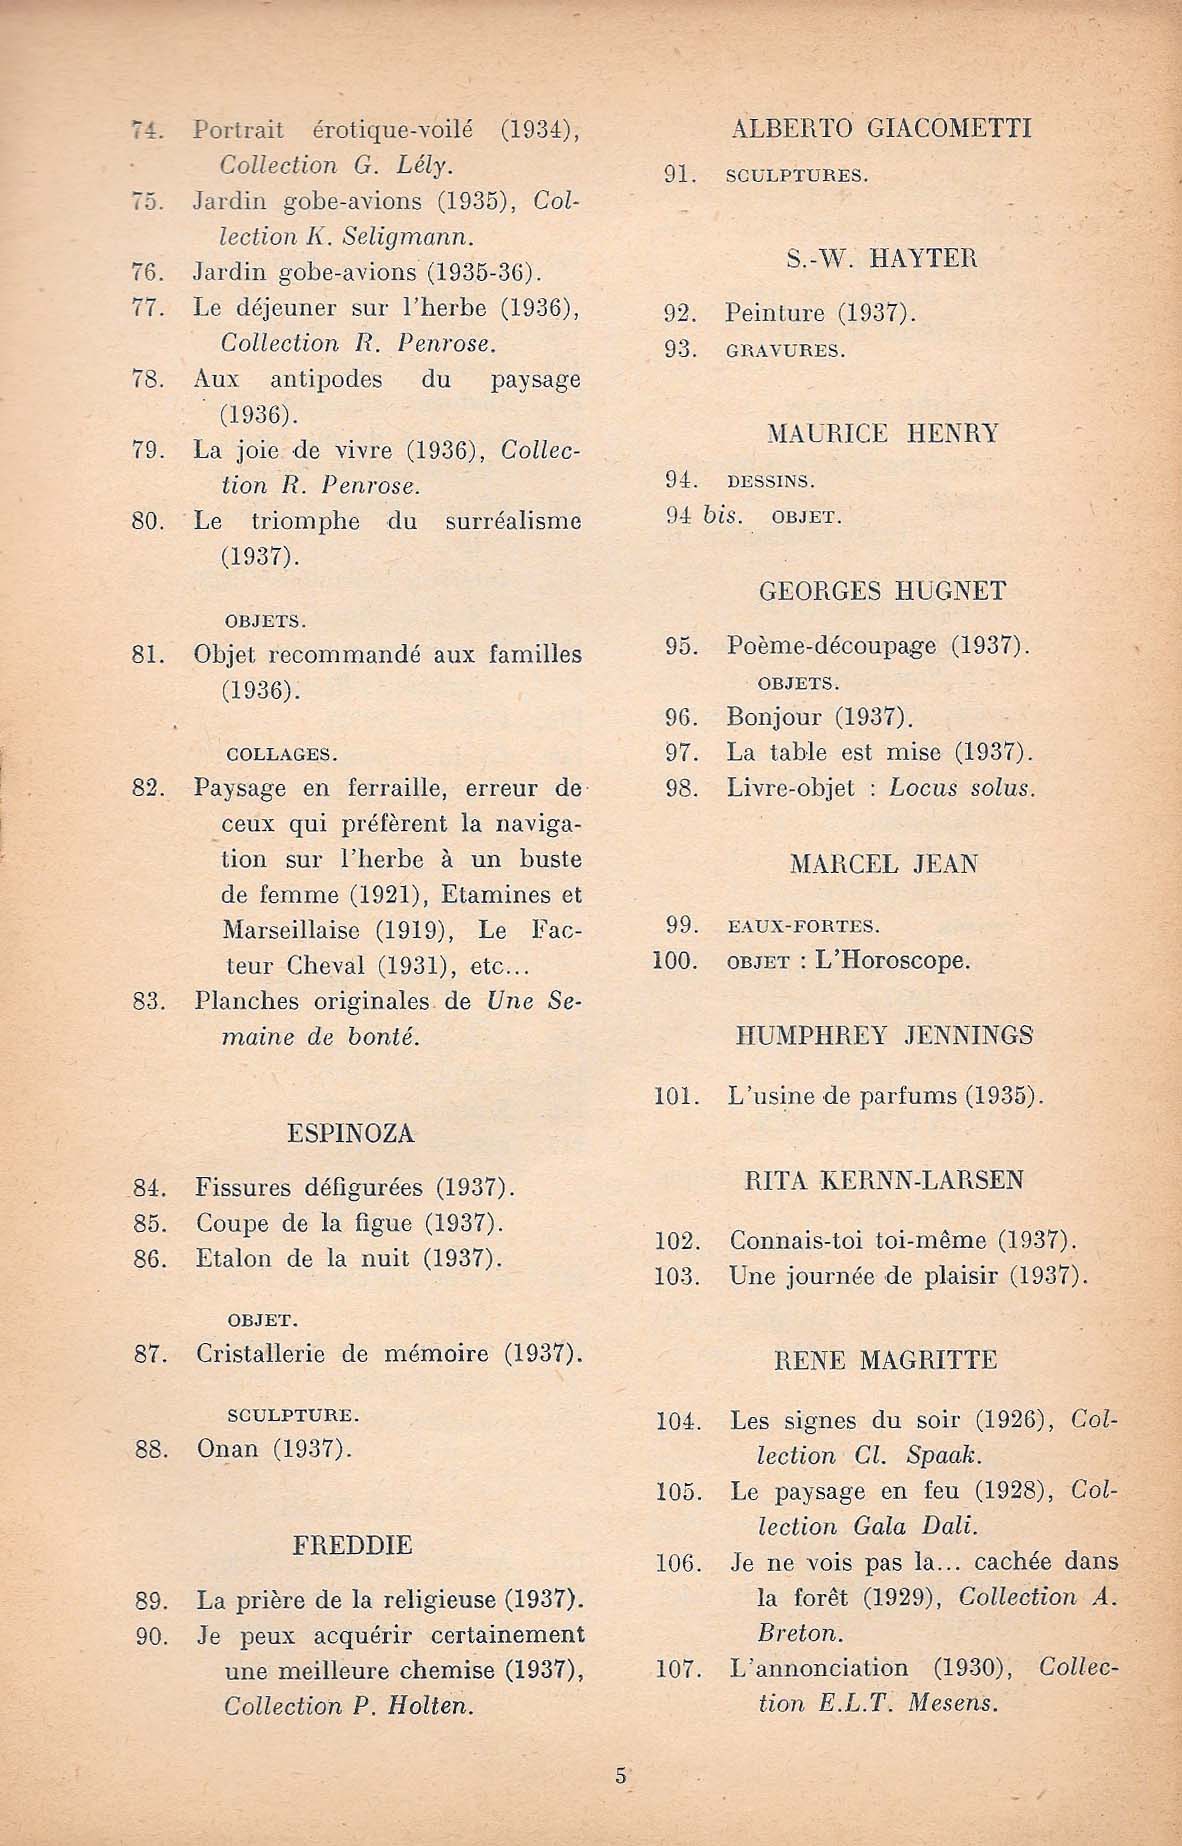 74. Portrait érotique-voilé (1934),
Collection G. Lély.
75. Jardin gobe-avions (1935), Col-
lection K. Seligmann.
76. Jardin gobe-avions (1935-36).
77. Le déjeuner sur l'herbe (1936),
Collection R. Penrose.
78. Aux antipodes du paysage
(1936).
79. La joie de vivre (1936), Collec-
tion R. Penrose.
80. Le triomphe du surréalisme
(1937).
OBJETS.
81. Objet recommandé aux familles
(1936).
COLLAGES.
82. Paysage en ferraille, erreur de
ceux qui préfèrent la naviga-
tion sur l'herbe à un buste
de femme (1921), Etamines et
Marseillaise (1919), Le Fac-
teur Cheval (1931), etc...
83. Planches originales de Une Se-
maine de bonté.
ESPINOZA
84. Fissures défigurées (1937).
85. Coupe de la figue (1937).
86. Etalon de la nuit (1937).
OBJET.
87. Cristallerie de mémoire (1937).
SCULPTURE.
88. Onan (1937).
FREDDIE
89. La prière de la religieuse (1937).
90. Je peux acquérir certainement
une meilleure chemise (1937),
Collection P. Holten.
ALBERTO GIACOMETTI
91. SCULPTURES.
S.-W. HAYTER
92. Peinture (1937).
93. GRAVURES.
MAURICE HENRY
94. DESSINS.
94 bis. OBJET.
GEORGES HUGNET
95. Poème-découpage (1937).
OBJETS.
96. Bonjour (1937).
97. La table est mise (1937).
98. Livre-objet : Locus solus.
MARCEL JEAN
99. EAUX-FORTES.
100. OBJET : L'Horoscope.
HUMPHREY JENNINGS
101. L'usine de parfums (1935).
RITA KERNN-LARSEN
102. Connais-toi toi-même (1937).
103. Une journée de plaisir (1937).
RENE MAGRITTE
104. Les signes du soir (1926), Col-
lection Cl. Spaak.
105. Le paysage en feu (1928), Col-
lection Gala Dali.
106. Je ne vois pas la... cachée dans
la forêt (1929), Collection A.
Breton.
107. L'annonciation (1930), Collec-
tion E.L.T. Mesens.
5